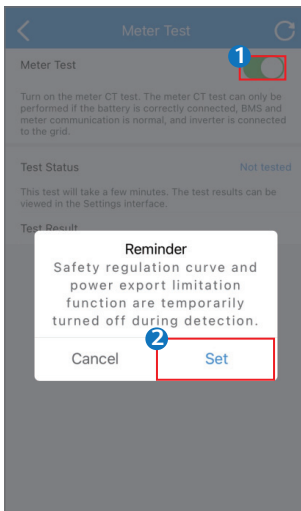 Meter Test
1
Meter Test
Turn on the meter CT test. The meter CT test can only be
performed if the battery is correctly connected, BMS and
meter communication is normal, and inverter is connected
to the grid.
Test Status Not tested
This test will take a few minutes. The test results can be
viewed in the Settings interface.
Test Result
Reminder
Safety regulation curve and
power export limitation
function are temporarily
turned off during detection.
2
Cancel Set